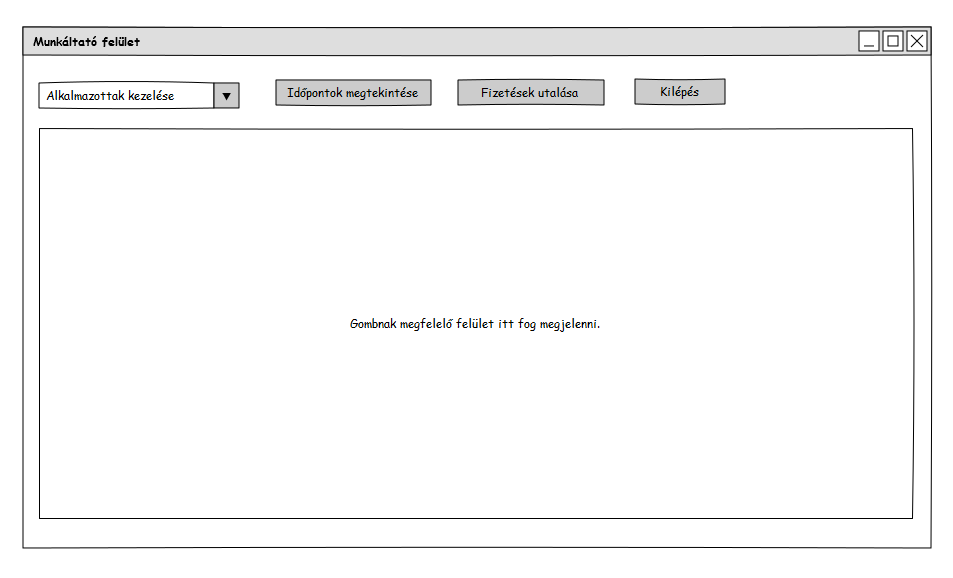 Munkáltató felület
Alkalmazottak kezelése
Időpontok megtekintése
Fizetések utalása
Kilépés
Gombnak megfelelő felület itt fog megjelenni.